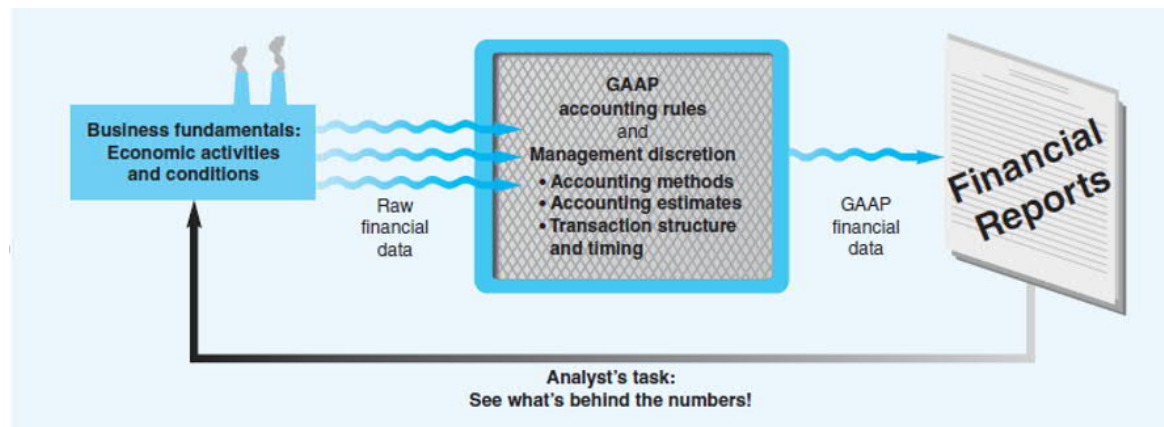 Business fundamentals:
Economic activities
and conditions
Raw
financial
data
GAAP
accounting rules
and
Management discretion
• Accounting methods
• Accounting estimates
• Transaction structure
and timing
GAAP
financial
data
Financial
Reports
Analyst's task:
See what's behind the numbers!